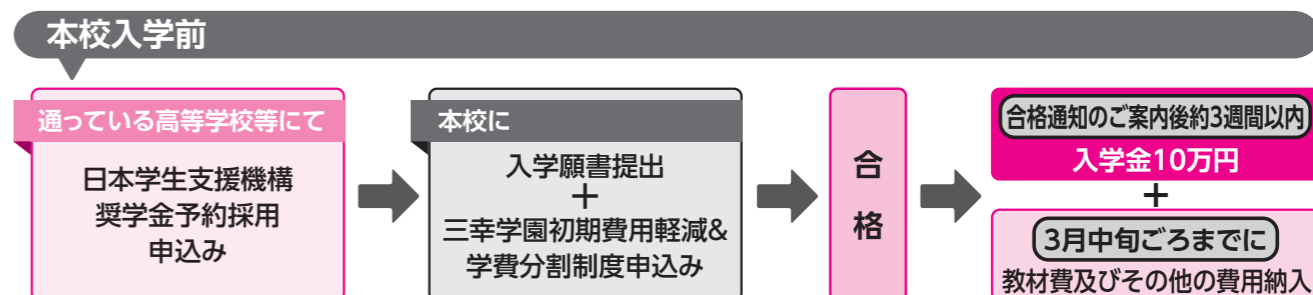 本校入学前
通っている高等学校等にて
日本学生支援機構
奨学金予約採用
申込み
本校に
入学願書提出
+
三幸学園初期費用軽減&
学費分割制度申込み
合
格
合格通知のご案内後約3週間以内
入学金10万円
+
3月中旬ごろまでに
教材費及びその他の費用納入